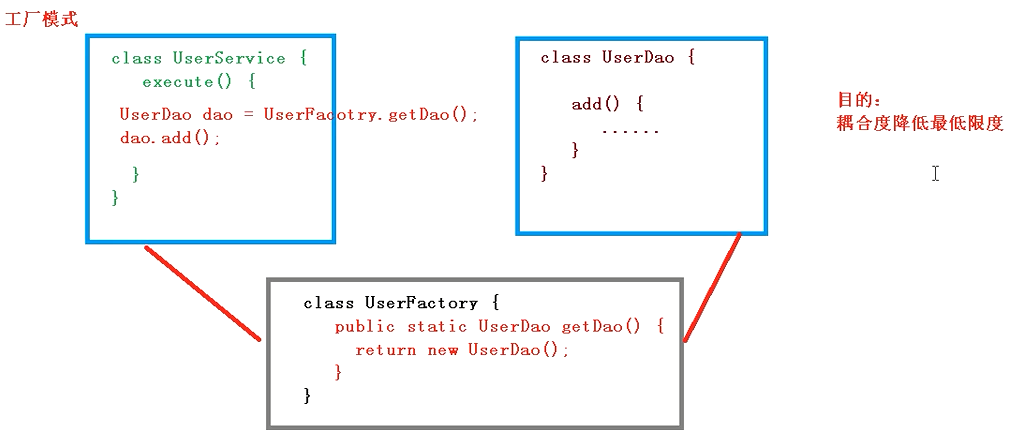 工厂模式
class UserService {
execute() {
UserDao dao = UserFacotry.getDao();
dao.add();
}
}
class UserDao {
add() {
......
}
}
目的:
耦合度降低最低限度
class UserFactory {
public static UserDao getDao() {
return new UserDao();
}
}